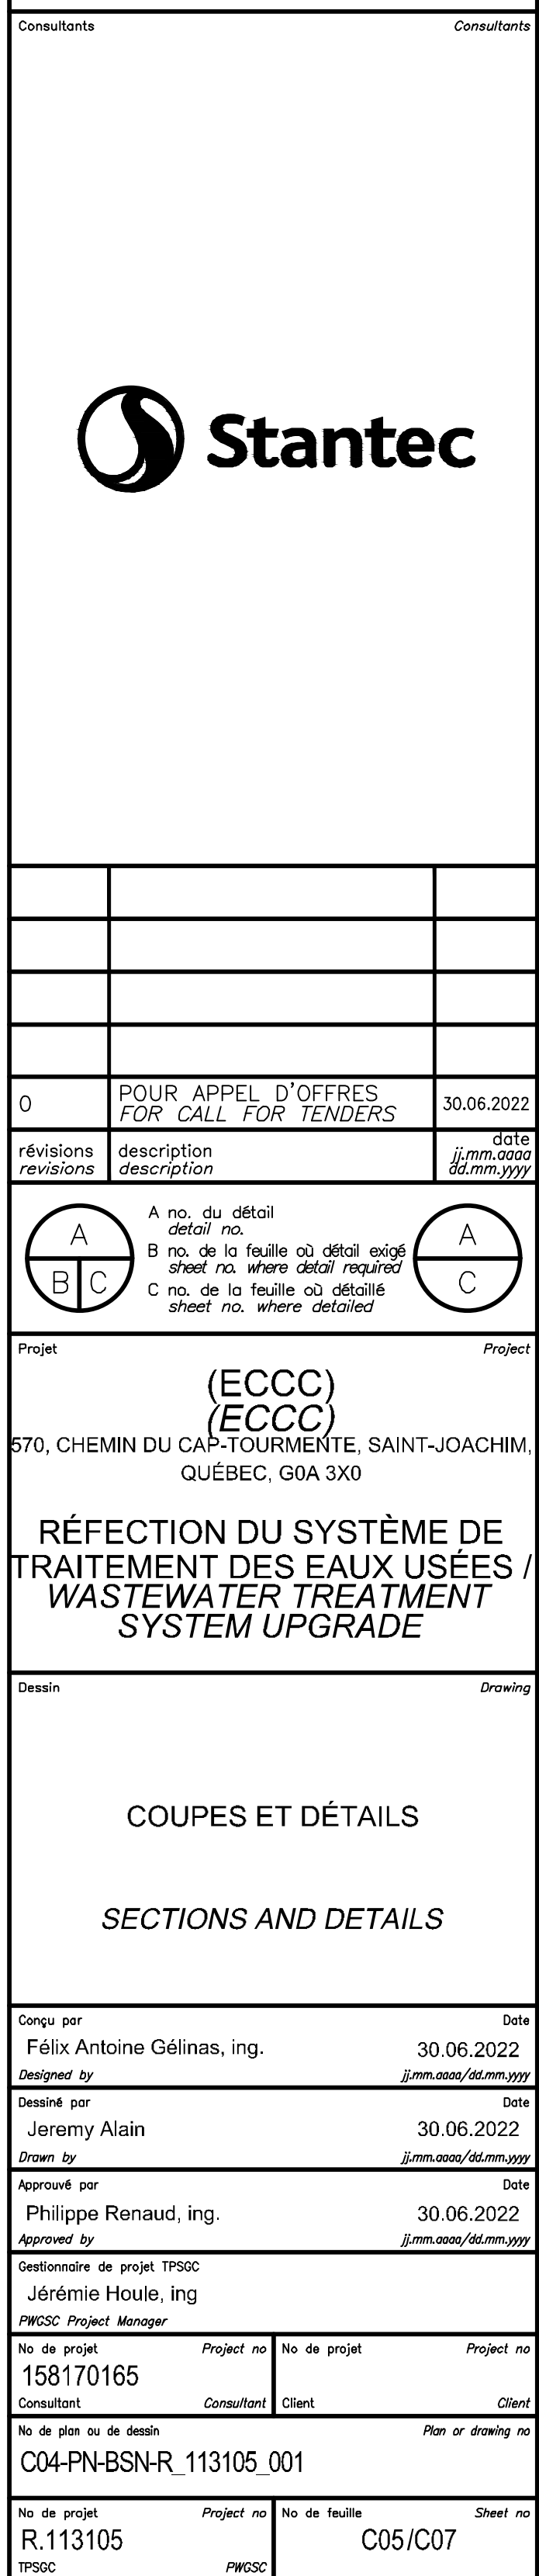 Consultants Consultants
Stantec
0 POUR APPEL D'OFFRES 30.06.2022
FOR CALL FOR TENDERS
révisions description date
revisions description jj.mm.aaaa
dd.mm.yyyy
A no. du détail
detail no.
B no. de la feuille où détail exigé
sheet no. where detail required
C no. de la feuille où détaillé
sheet no. where detailed
A
B C
A
C
Projet Project
(ECCC)
(ECCC)
570, CHEMIN DU CAP-TOURMENTE, SAINT-JOACHIM,
QUÉBEC, G0A 3X0
RÉFECTION DU SYSTÈME DE
TRAITEMENT DES EAUX USÉES /
WASTEWATER TREATMENT
SYSTEM UPGRADE
Dessin Drawing
COUPES ET DÉTAILS
SECTIONS AND DETAILS
Conçu par Date
Félix Antoine Gélinas, ing. 30.06.2022
Designed by jj.mm.aaaa/dd.mm.yyyy
Dessiné par Date
Jeremy Alain 30.06.2022
Drawn by jj.mm.aaaa/dd.mm.yyyy
Approuvé par Date
Philippe Renaud, ing. 30.06.2022
Approved by jj.mm.aaaa/dd.mm.yyyy
Gestionnaire de projet TPSGC
Jérémie Houle, ing
PWGSC Project Manager
No de projet Project no No de projet Project no
158170165
Consultant Consultant Client Client
No de plan ou de dessin Plan or drawing no
C04-PN-BSN-R_113105_001
No de projet Project no No de feuille Sheet no
R.113105 C05/C07
TPSGC PWGSC